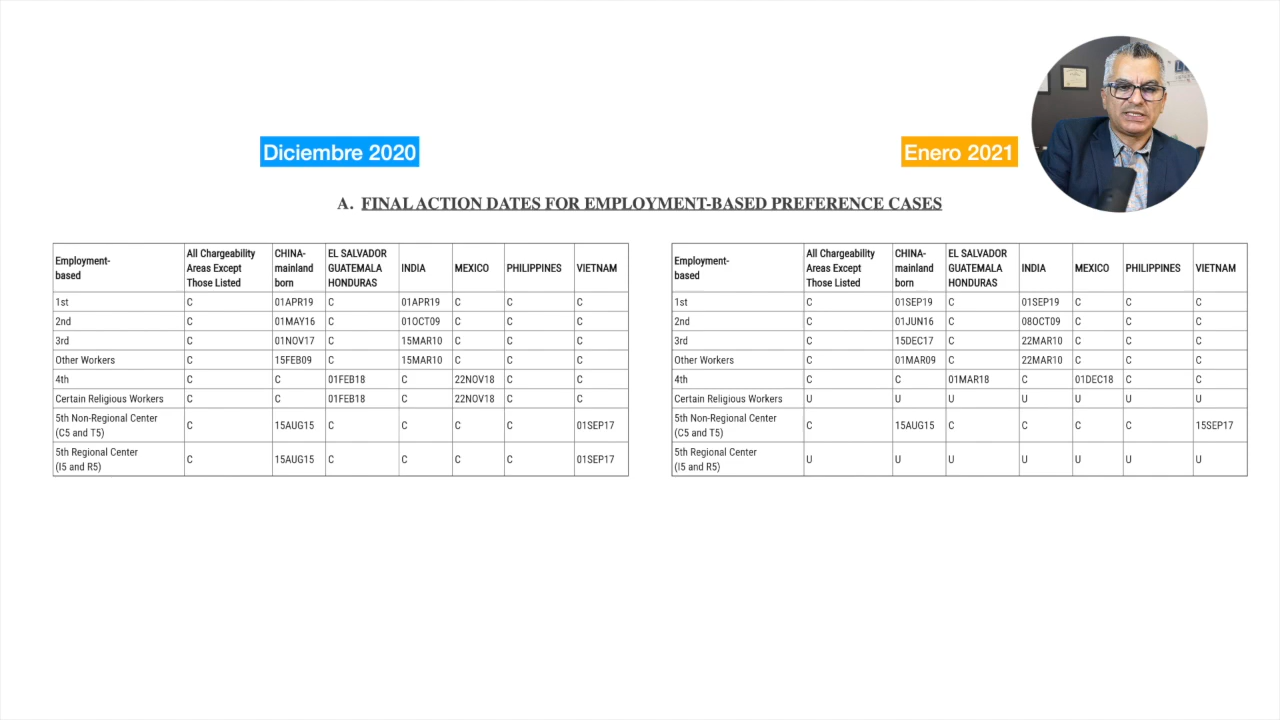 Diciembre 2020
Enero 2021
A. FINAL ACTION DATES FOR EMPLOYMENT-BASED PREFERENCE CASES
Employment-based All Chargeability Areas Except Those Listed CHINA-mainland born EL SALVADOR GUATEMALA HONDURAS INDIA MEXICO PHILIPPINES VIETNAM
1st C 01APR19 C 01APR19 C C C
2nd C 01MAY16 C 01OCT09 C C C
3rd C 01NOV17 C 15MAR10 C C C
Other Workers C 15FEB09 C 15MAR10 C C C
4th C C 01FEB18 C 22NOV18 C C
Certain Religious Workers C C 01FEB18 C 22NOV18 C C
5th Non-Regional Center (C5 and T5) C 15AUG15 C C C C 01SEP17
5th Regional Center (I5 and R5) C 15AUG15 C C C C 01SEP17
Employment-based All Chargeability Areas Except Those Listed CHINA-mainland born EL SALVADOR GUATEMALA HONDURAS INDIA MEXICO PHILIPPINES VIETNAM
1st C 01SEP19 C 01SEP19 C C C
2nd C 01JUN16 C 08OCT09 C C C
3rd C 15DEC17 C 22MAR10 C C C
Other Workers C 01MAR09 C 22MAR10 C C C
4th C C 01MAR18 C 01DEC18 C C
Certain Religious Workers U U U U U U U
5th Non-Regional Center (C5 and T5) C 15AUG15 C C C C 15SEP17
5th Regional Center (I5 and R5) U U U U U U U